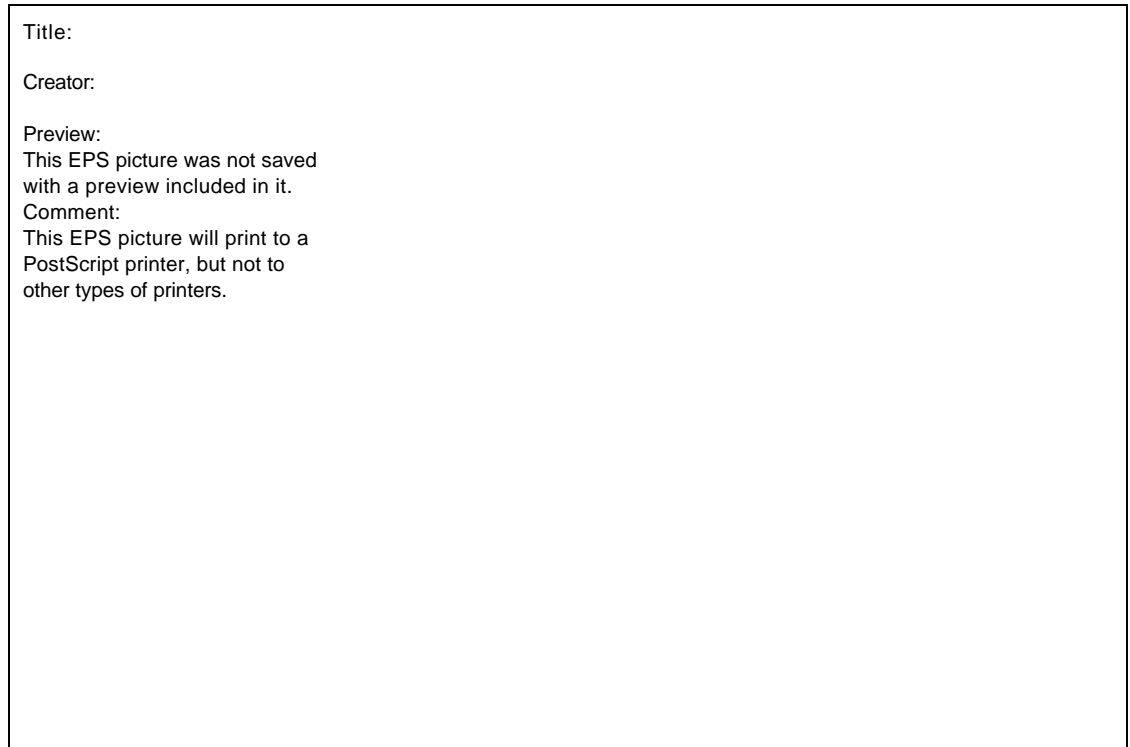 Title:
Creator:
Preview:
This EPS picture was not saved
with a preview included in it.
Comment:
This EPS picture will print to a
PostScript printer, but not to
other types of printers.